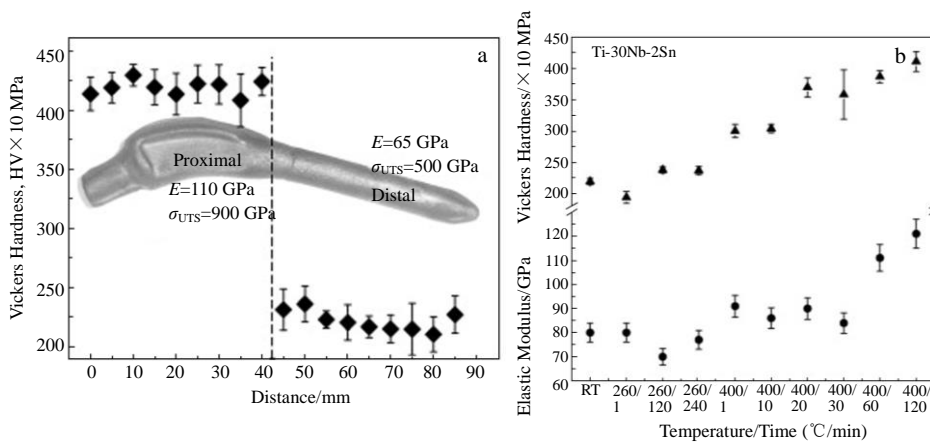 a
Vickers Hardness, HV×10 MPa
450
400
350
300
250
200
Proximal
E=110 GPa
σUTS=900 GPa
E=65 GPa
σUTS=500 GPa
Distal
0 10 20 30 40 50 60 70 80 90
Distance/mm
b
Ti-30Nb-2Sn
Vickers Hardness/×10 MPa
450
400
350
300
250
200
Elastic Modulus/GPa
120
110
100
90
80
70
60
RT 260/1 260/120 260/240 400/1 400/10 400/20 400/30 400/60 400/120
Temperature/Time (℃/min)